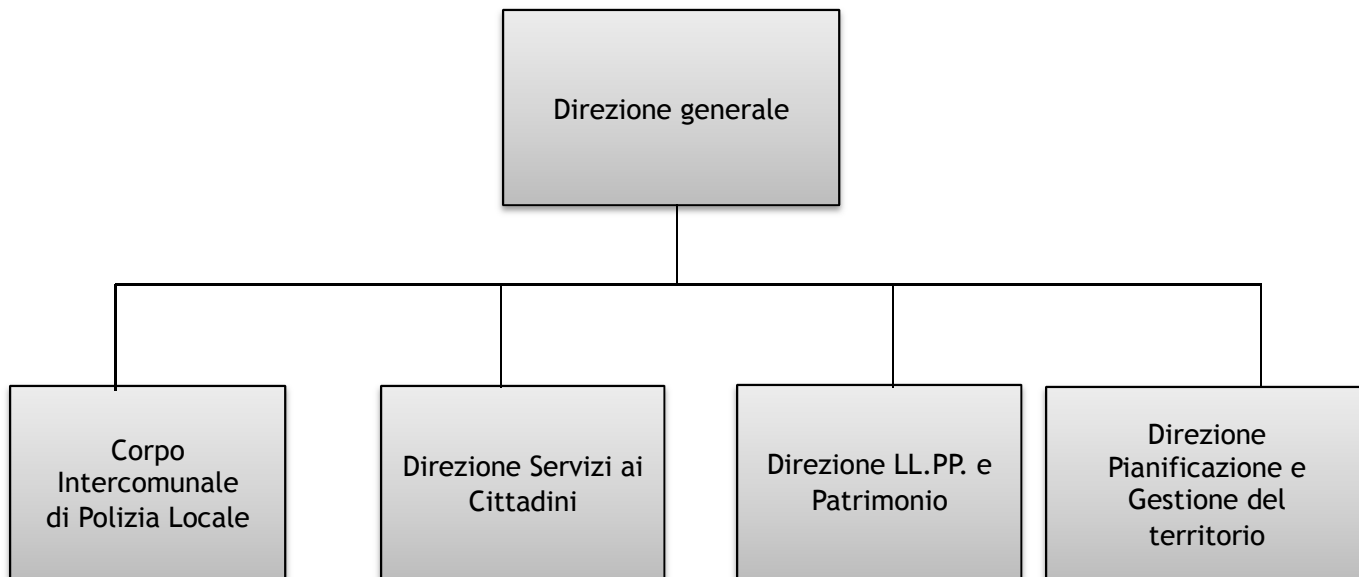 Direzione generale
Corpo
Intercomunale
di Polizia Locale
Direzione Servizi ai
Cittadini
Direzione LL.PP. e
Patrimonio
Direzione
Pianificazione e
Gestione del
territorio